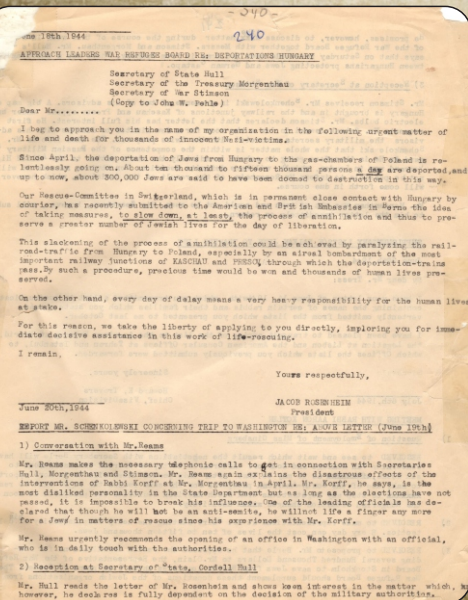 -240-
240
June 18th,1944
APPROACH LEADERS WAR REFUGEE BOARD RE: DEPORTATIONS HUNGARY
Secretary of State Hull
Secretary of the Treasury Morgenthau
Secretary of War Stimson
(Copy to John W. Pehle)
Dear Mr.........
I beg to approach you in the name of my organization in the following urgent matter of
life and death for thousands of innocent Nazi-victims.
Since April, the deportation of Jews from Hungary to the gas-chambers of Poland is re-
lentlessly going on. About ten thousand to fifteen thousand persons a day are deported,and
up to now, about 300,000 Jews are said to have been doomed to destruction in this way.
Our Rescue-Committee in Switzerland, which is in permanent close contact with Hungary by
courier, has recently submitted to the American and British Embassies in Berne the idea
of taking measures, to slow down, at least, the process of annihilation and thus to pre-
serve a greater number of Jewish lives for the day of liberation.
This slackening of the process of annihilation could be achieved by paralyzing the rail-
road-traffic from Hungary to Poland, especially by an aireal bombardment of the most
important railway junctions of KASCHAU and PRESOV, through which the deportation-trains
pass.By such a procedure, precious time would be won and thousands of human lives pre-
served.
On the other hand, every day of delay means a very heavy responsibility for the human lives
at stake.
For this reason, we take the liberty of applying to you directly, imploring you for imme-
diate decisive assistance in this work of life-rescuing.
I remain,
Yours respectfully,
JACOB ROSENHEIM
President
June 20th,1944
REPORT MR. SCHENKOLEWSKI CONCERNING TRIP TO WASHINGTON RE: ABOVE LETTER (June 19th)
1) Conversation with Mr.Reams
Mr. Reams makes the necessary telephonic calls to get in connection with Secretaries
Hull, Morgenthau and Stimson. Mr. Reams again explains the disastrous effects of the
interventions of Rabbi Korff at Mr. Morgenthau in April. Mr. Korff, he says, is the
most disliked personality in the State Department but as long as the elections have not
passed, it is impossible to break his influence. One of the leading officials has de-
clared that though he will not be an anti-semite, he willnot life a finger any more
for a Jew in matters of rescue since his experience with Mr. Korff.
Mr. Reams urgently recommends the opening of an office in Washington with an official,
who is in daily touch with the authorities.
2) Reception at Secretary of State, Cordell Hull
Mr. Hull reads the letter of Mr. Rosenheim and shows keen interest in the matter which,
however, he declares is fully dependent on the decision of the military authorities.